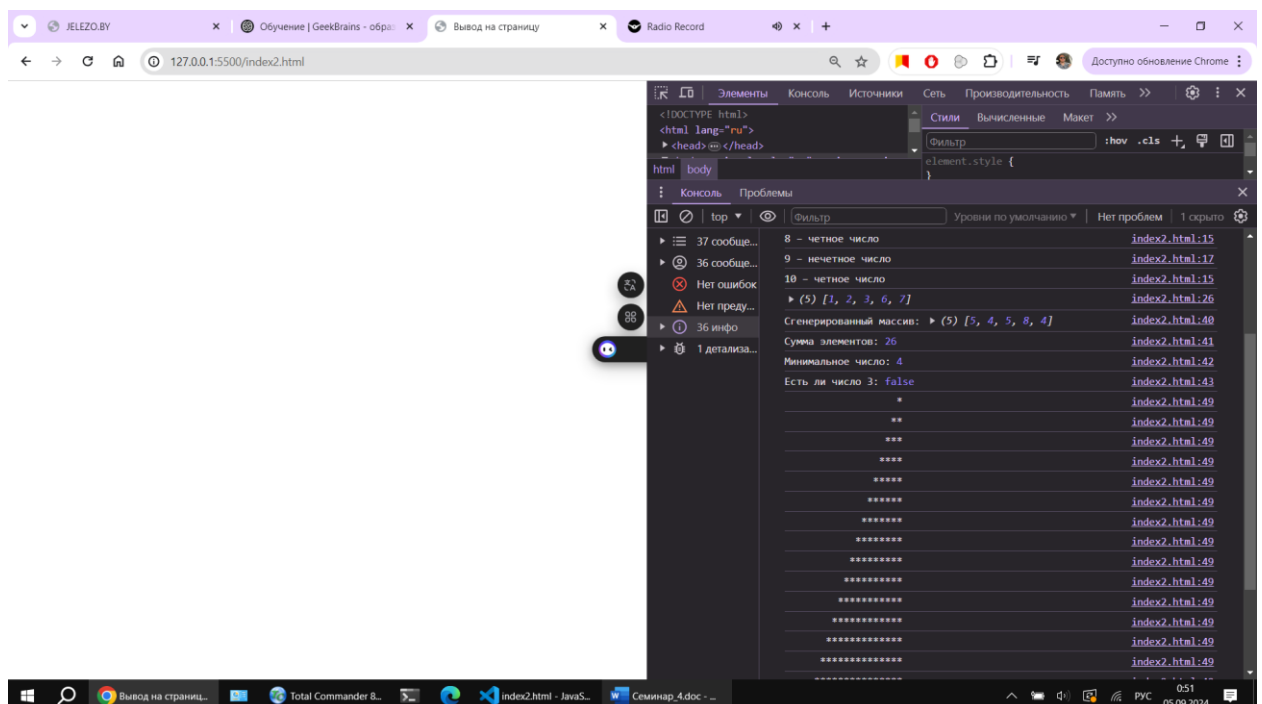 JELEZO.BY
Обучение | GeekBrains - обра
Вывод на страницу
Radio Record
127.0.0.1:5500/index2.html
Доступно обновление Chrome
Элементы Консоль Источники Сеть Производительность Память
<!DOCTYPE html>
<html lang="ru">
<head> </head>
Стили Вычисленные Макет
Фильтр :hov .cls
element.style {
}
html body
Консоль Проблемы
top Фильтр Уровни по умолчанию Нет проблем 1 скрыто
37 сообще...
36 сообще...
Нет ошибок
Нет преду...
36 инфо
1 детализа...
8 – четное число index2.html:15
9 – нечетное число index2.html:17
10 – четное число index2.html:15
(5) [1, 2, 3, 6, 7] index2.html:26
Сгенерированный массив: (5) [5, 4, 5, 8, 4] index2.html:40
Сумма элементов: 26 index2.html:41
Минимальное число: 4 index2.html:42
Есть ли число 3: false index2.html:43
* index2.html:49
** index2.html:49
*** index2.html:49
**** index2.html:49
***** index2.html:49
****** index2.html:49
******* index2.html:49
******** index2.html:49
********* index2.html:49
********** index2.html:49
*********** index2.html:49
************ index2.html:49
************* index2.html:49
************** index2.html:49
Вывод на страниц...
Total Commander 8...
index2.html - JavaS...
Семинар_4.doc - ...
РУС
0:51
05.09.2024